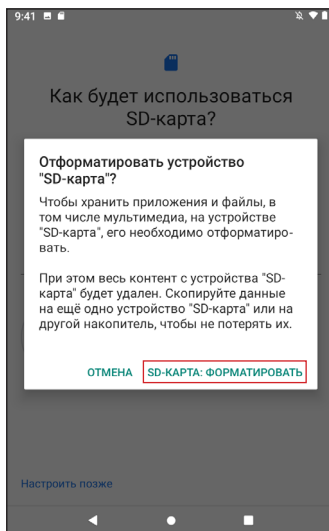 9:41
Как будет использоваться
SD-карта?
Отформатировать устройство
"SD-карта"?
Чтобы хранить приложения и файлы, в
том числе мультимедиа, на устройстве
"SD-карта", его необходимо отформатиро-
вать.
При этом весь контент с устройства "SD-
карта" будет удален. Скопируйте данные
на ещё одно устройство "SD-карта" или на
другой накопитель, чтобы не потерять их.
ОТМЕНА SD-КАРТА: ФОРМАТИРОВАТЬ
Настроить позже